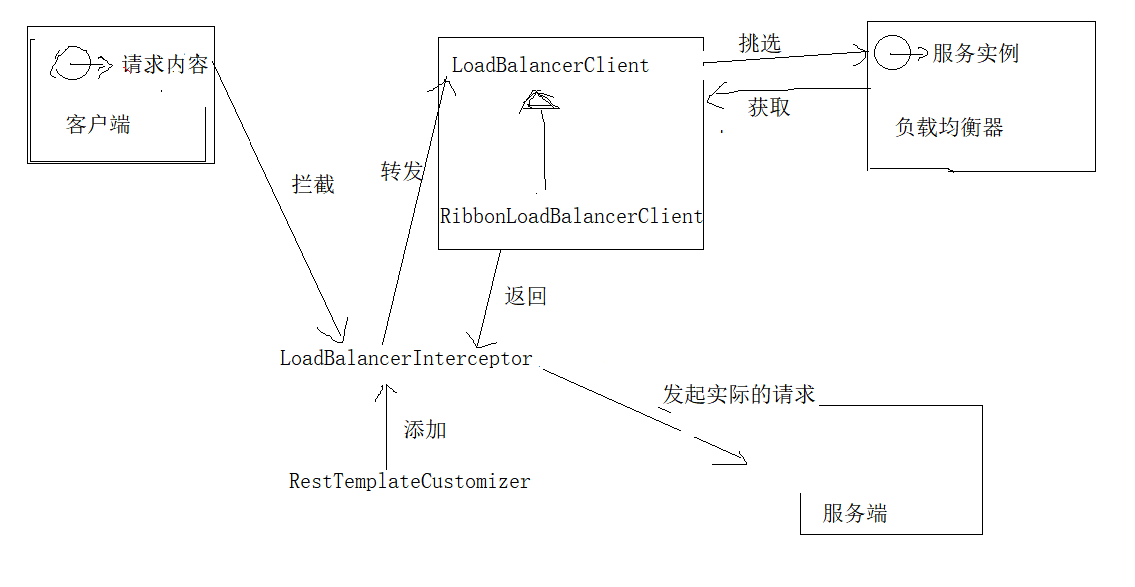 请求内容
客户端
拦截
转发
LoadBalancerClient
RibbonLoadBalancerClient
挑选
获取
服务实例
负载均衡器
返回
LoadBalancerInterceptor
添加
RestTemplateCustomizer
发起实际的请求
服务端